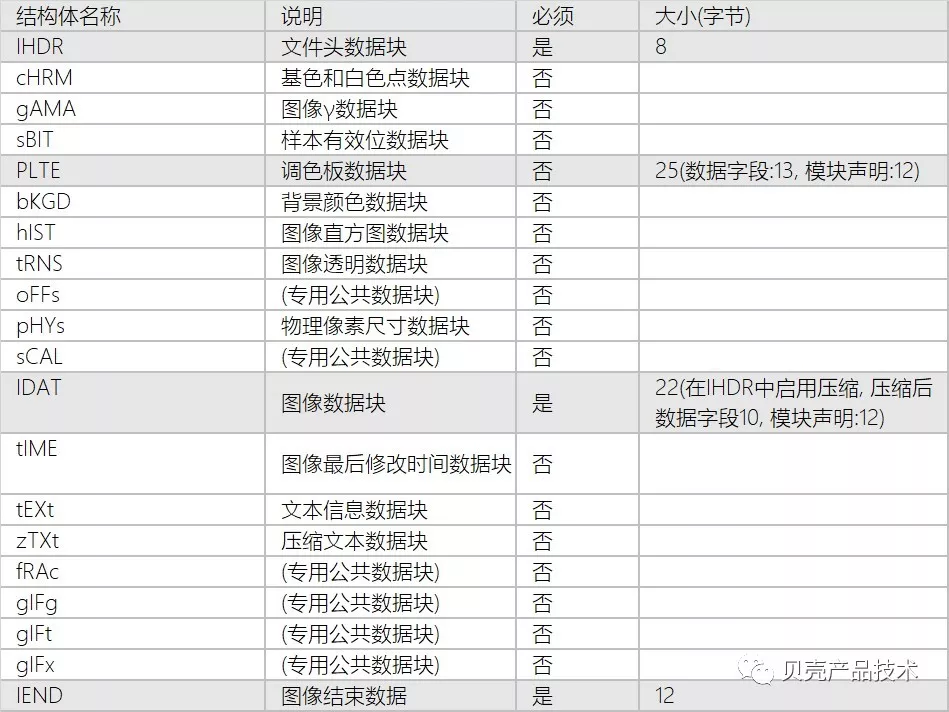 结构体名称 说明 必须 大小(字节)
IHDR 文件头数据块 是 8
cHRM 基色和白色点数据块 否
gAMA 图像γ数据块 否
sBIT 样本有效位数据块 否
PLTE 调色板数据块 否 25(数据字段:13, 模块声明:12)
bKGD 背景颜色数据块 否
hIST 图像直方图数据块 否
tRNS 图像透明数据块 否
oFFs (专用公共数据块) 否
pHYs 物理像素尺寸数据块 否
sCAL (专用公共数据块) 否
IDAT 图像数据块 是 22(在IHDR中启用压缩, 压缩后
数据字段10, 模块声明:12)
tIME 图像最后修改时间数据块 否
tEXt 文本信息数据块 否
zTXt 压缩文本数据块 否
fRAc (专用公共数据块) 否
gIFg (专用公共数据块) 否
gIFt (专用公共数据块) 否
gIFx (专用公共数据块) 否
贝壳产品技术
IEND 图像结束数据 是 12